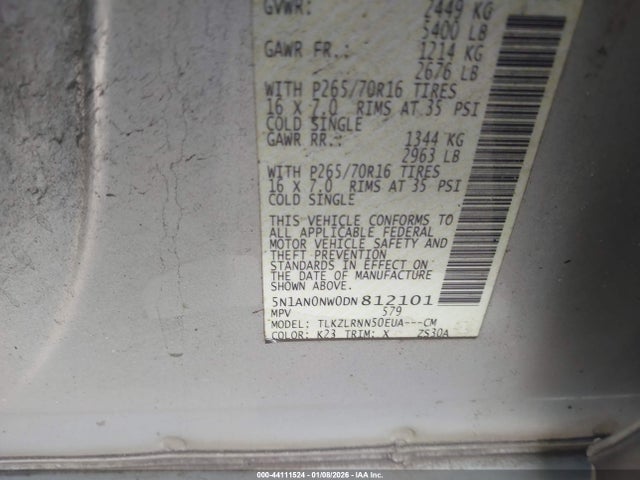 GVWR: 2449 KG
5400 LB
GAWR FR.: 1214 KG
2676 LB
WITH P265/70R16 TIRES
16 X 7.0 RIMS AT 35 PSI
COLD SINGLE
GAWR RR.: 1344 KG
2963 LB
WITH P265/70R16 TIRES
16 X 7.0 RIMS AT 35 PSI
COLD SINGLE
THIS VEHICLE CONFORMS TO
ALL APPLICABLE FEDERAL
MOTOR VEHICLE SAFETY AND
THEFT PREVENTION
STANDARDS IN EFFECT ON
THE DATE OF MANUFACTURE
SHOWN ABOVE.
5N1AN0NW0DN812101
MPV 579
MODEL: TLKZLRNN50EUA---CM
COLOR: K23 TRIM: X ZS30A
000-44111524 | 01/08/2026 - IAA Inc.